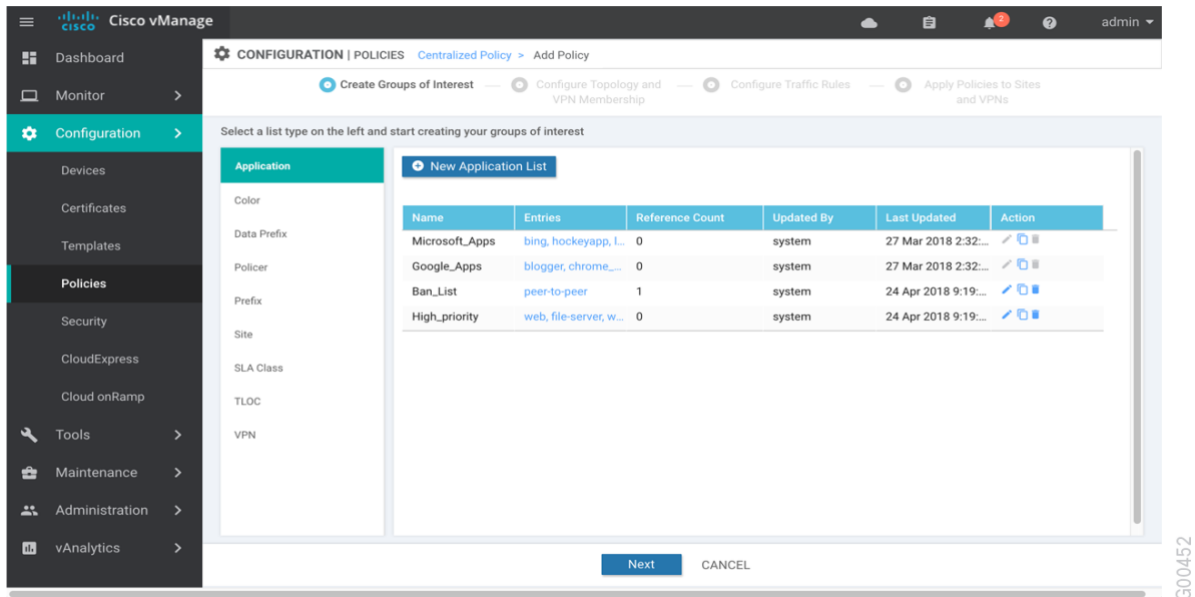 cisco Cisco vManage
2
admin
Dashboard
Monitor
Configuration
Devices
Certificates
Templates
Policies
Security
CloudExpress
Cloud onRamp
Tools
Maintenance
Administration
vAnalytics
CONFIGURATION | POLICIES Centralized Policy > Add Policy
Create Groups of Interest
Configure Topology and
VPN Membership
Configure Traffic Rules
Apply Policies to Sites
and VPNs
Select a list type on the left and start creating your groups of interest
Application
Color
Data Prefix
Policer
Prefix
Site
SLA Class
TLOC
VPN
New Application List
Name Entries Reference Count Updated By Last Updated Action
Microsoft_Apps bing, hockeyapp, l... 0 system 27 Mar 2018 2:32:...
Google_Apps blogger, chrome_... 0 system 27 Mar 2018 2:32:...
Ban_List peer-to-peer 1 system 24 Apr 2018 9:19:...
High_priority web, file-server, w... 0 system 24 Apr 2018 9:19:...
Next CANCEL
G00452